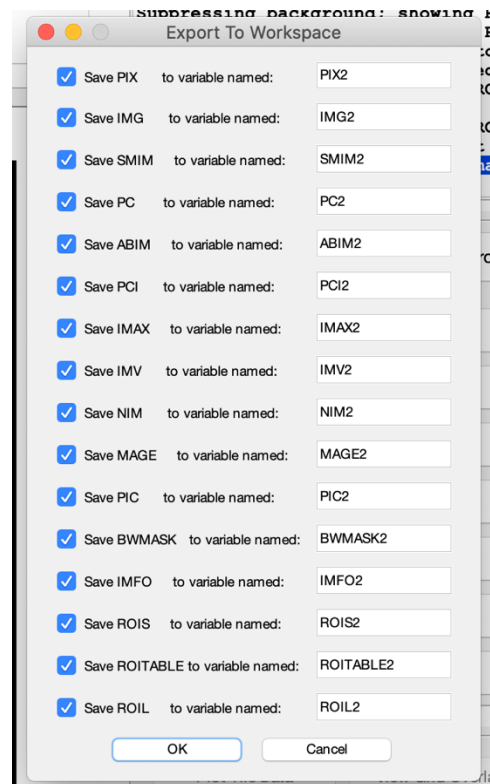 Suppressing background; showing
Export To Workspace
Save PIX to variable named: PIX2
Save IMG to variable named: IMG2
Save SMIM to variable named: SMIM2
Save PC to variable named: PC2
Save ABIM to variable named: ABIM2
Save PCI to variable named: PCI2
Save IMAX to variable named: IMAX2
Save IMV to variable named: IMV2
Save NIM to variable named: NIM2
Save MAGE to variable named: MAGE2
Save PIC to variable named: PIC2
Save BWMASK to variable named: BWMASK2
Save IMFO to variable named: IMFO2
Save ROIS to variable named: ROIS2
Save ROITABLE to variable named: ROITABLE2
Save ROIL to variable named: ROIL2
OK Cancel